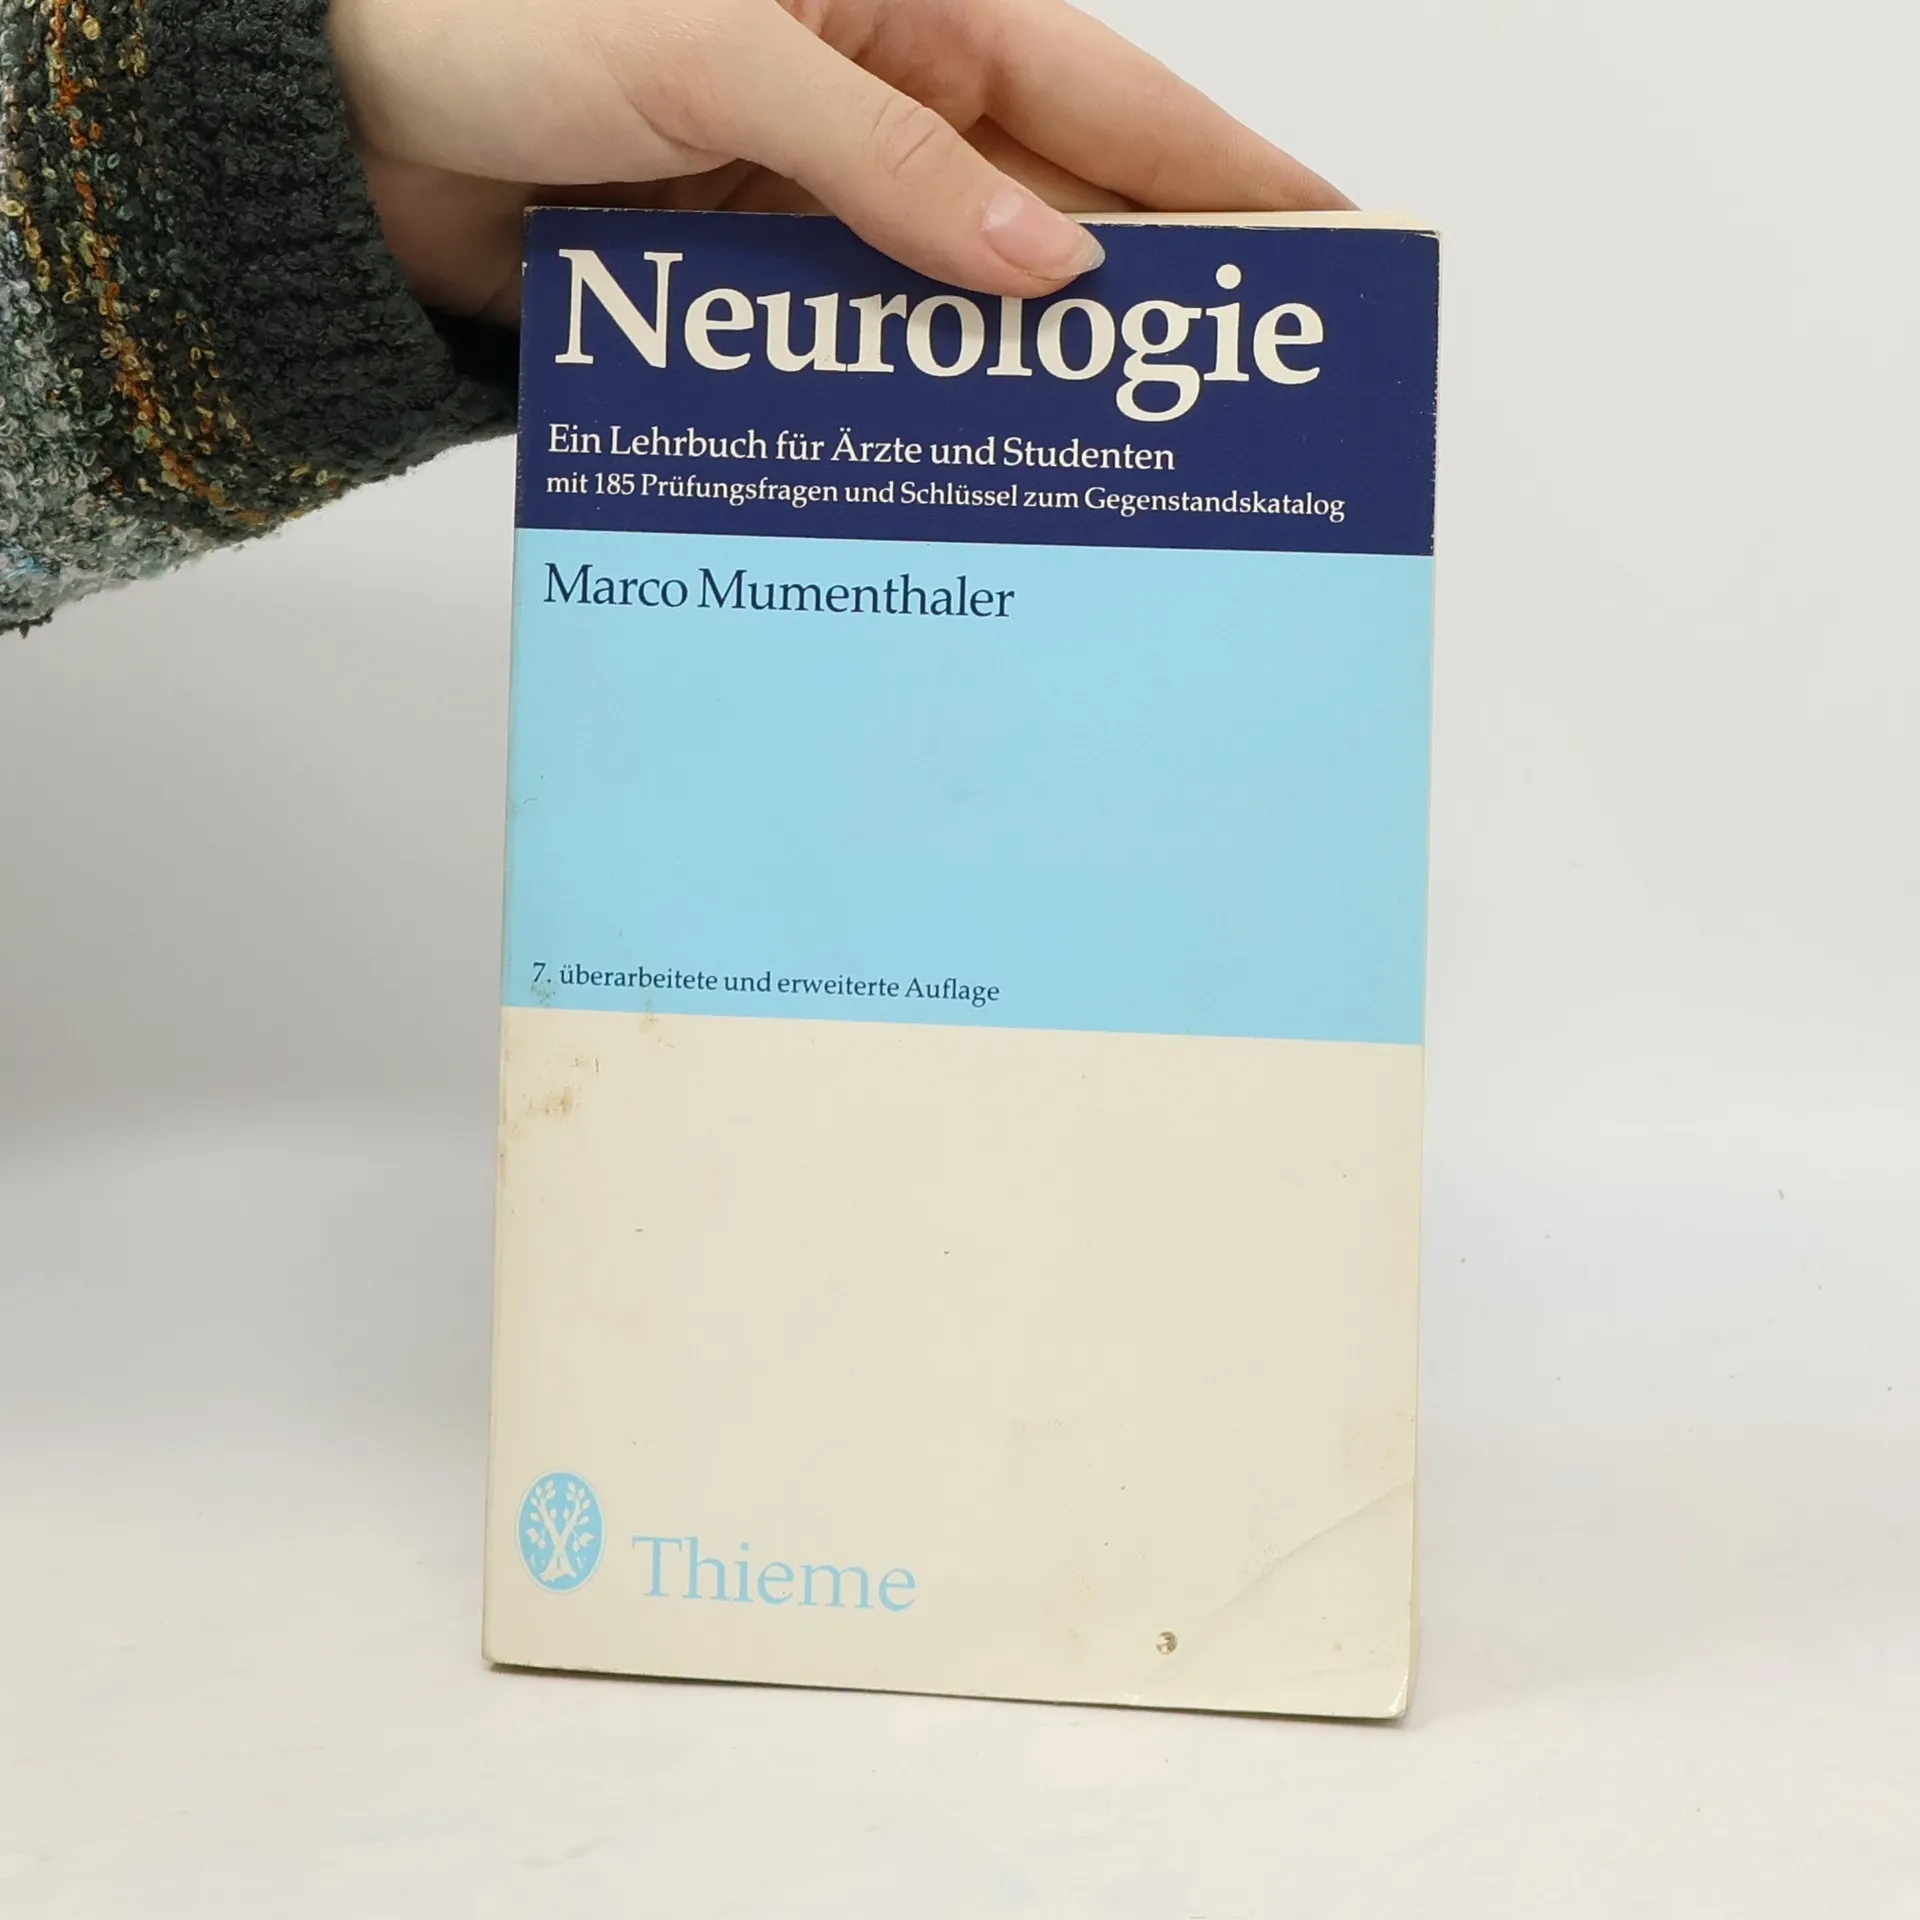 Neurologie
Ein Lehrbuch für Ärzte und Studenten
mit 185 Prüfungsfragen und Schlüssel zum Gegenstandskatalog
Marco Mumenthaler
7. überarbeitete und erweiterte Auflage
Thieme